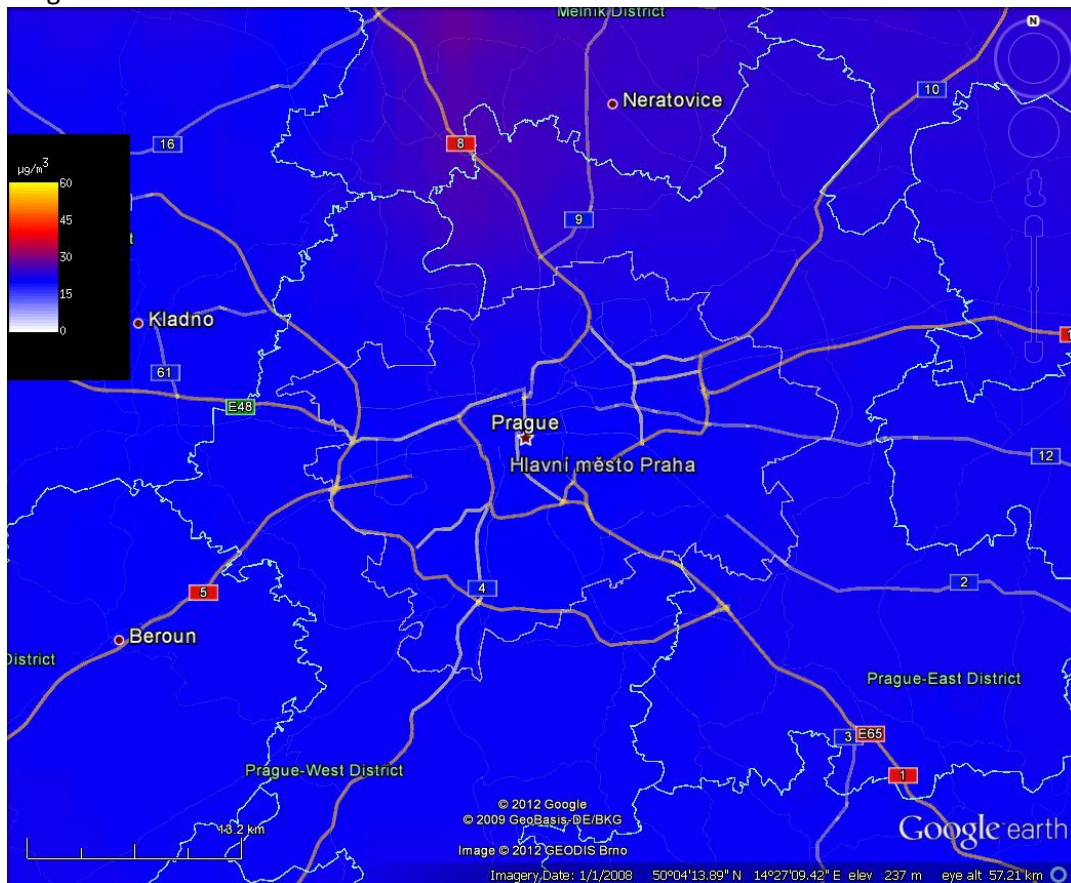 Melnik District
N
Neratovice
10
16
8
µg/m³
60
9
45
30
15
Kladno
0
61
E48
Prague
Hlavní město Praha
12
5
4
2
Beroun
District
Prague-East District
3
E65
Prague-West District
1
© 2012 Google
© 2009 GeoBasis-DE/BKG
13.2 km
Google earth
Image © 2012 GEODIS Brno
Imagery Date: 1/1/2008 50°04'13.89" N 14°27'09.42" E elev 237 m eye alt 57.21 km